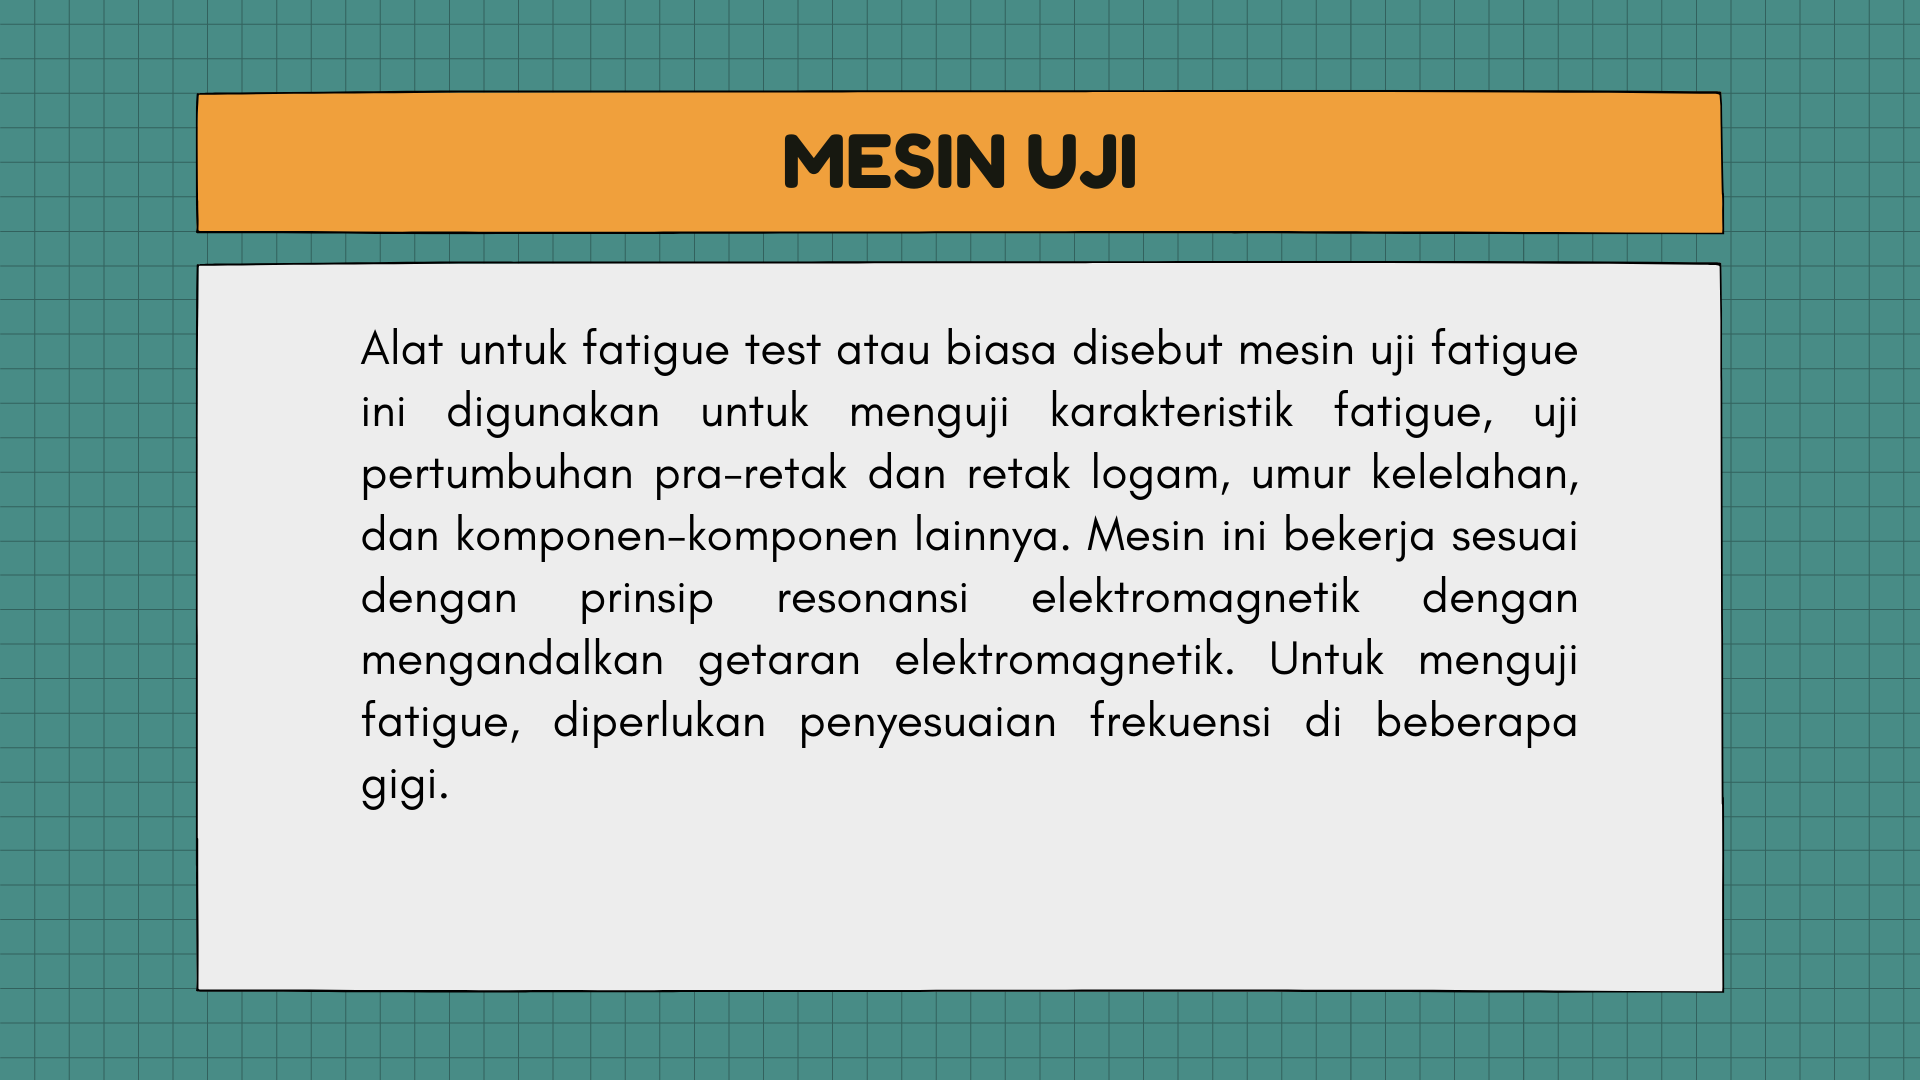 MESIN UJI
Alat untuk fatigue test atau biasa disebut mesin uji fatigue
ini digunakan untuk menguji karakteristik fatigue, uji
pertumbuhan pra-retak dan retak logam, umur kelelahan,
dan komponen-komponen lainnya. Mesin ini bekerja sesuai
dengan prinsip resonansi elektromagnetik dengan
mengandalkan getaran elektromagnetik. Untuk menguji
fatigue, diperlukan penyesuaian frekuensi di beberapa
gigi.